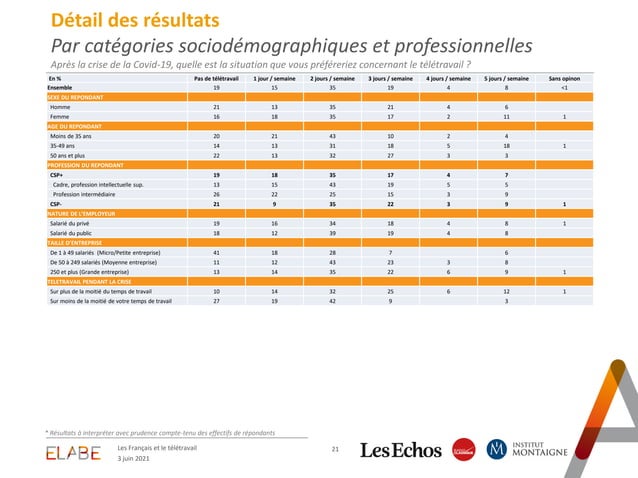 Détail des résultats
Par catégories sociodémographiques et professionnelles
Après la crise de la Covid-19, quelle est la situation que vous préféreriez concernant le télétravail ?
En % Pas de télétravail 1 jour / semaine 2 jours / semaine 3 jours / semaine 4 jours / semaine 5 jours / semaine Sans opinon
Ensemble 19 15 35 19 4 8 <1
SEXE DU REPONDANT
Homme 21 13 35 21 4 6
Femme 16 18 35 17 2 11 1
AGE DU REPONDANT
Moins de 35 ans 20 21 43 10 2 4
35-49 ans 14 13 31 18 5 18 1
50 ans et plus 22 13 32 27 3 3
PROFESSION DU REPONDANT
CSP+ 19 18 35 17 4 7
Cadre, profession intellectuelle sup. 13 15 43 19 5 5
Profession intermédiaire 26 22 25 15 3 9
CSP- 21 9 35 22 3 9 1
NATURE DE L'EMPLOYEUR
Salarié du privé 19 16 34 18 4 8 1
Salarié du public 18 12 39 19 4 8
TAILLE D'ENTREPRISE
De 1 à 49 salariés (Micro/Petite entreprise) 41 18 28 7 6
De 50 à 249 salariés (Moyenne entreprise) 11 12 43 23 3 8
250 et plus (Grande entreprise) 13 14 35 22 6 9 1
TELETRAVAIL PENDANT LA CRISE
Sur plus de la moitié du temps de travail 10 14 32 25 6 12 1
Sur moins de la moitié de votre temps de travail 27 19 42 9 3
* Résultats à interpréter avec prudence compte-tenu des effectifs de répondants
ELABE
Les Français et le télétravail
3 juin 2021
21
Les Echos
RADIO CLASSIQUE
INSTITUT
MONTAIGNE